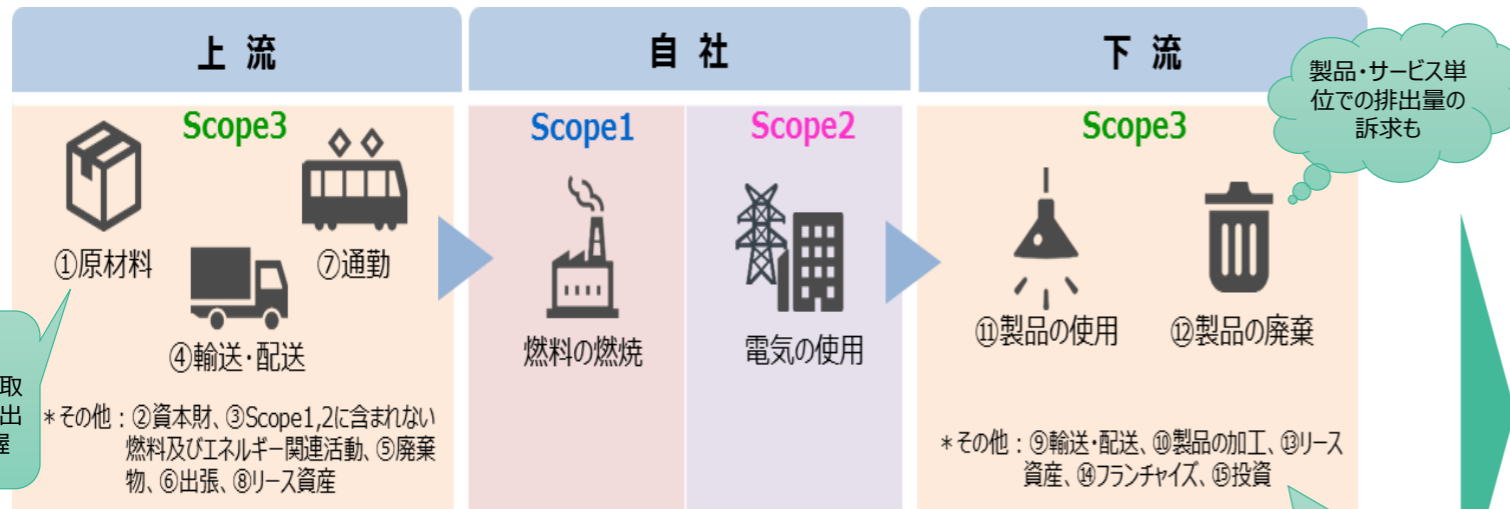 上 流
自 社
下 流
製品・サービス単
位での排出量の
訴求も
Scope3
Scope1
Scope2
Scope3
①原材料
⑦通勤
④輸送・配送
燃料の燃焼
電気の使用
⑪製品の使用
⑫製品の廃棄
取
出
握
*その他：②資本財、③Scope1,2に含まれない
燃料及びエネルギー関連活動、⑤廃棄
物、⑥出張、⑧リース資産
*その他：⑨輸送・配送、⑩製品の加工、⑬リース
資産、⑭フランチャイズ、⑮投資